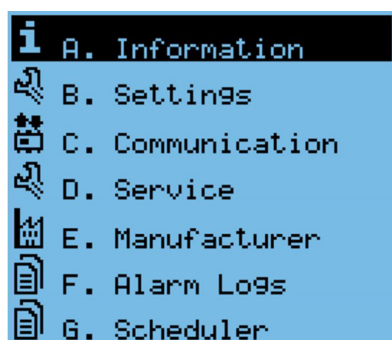 A. Information
B. Settings
C. Communication
D. Service
E. Manufacturer
F. Alarm Logs
G. Scheduler